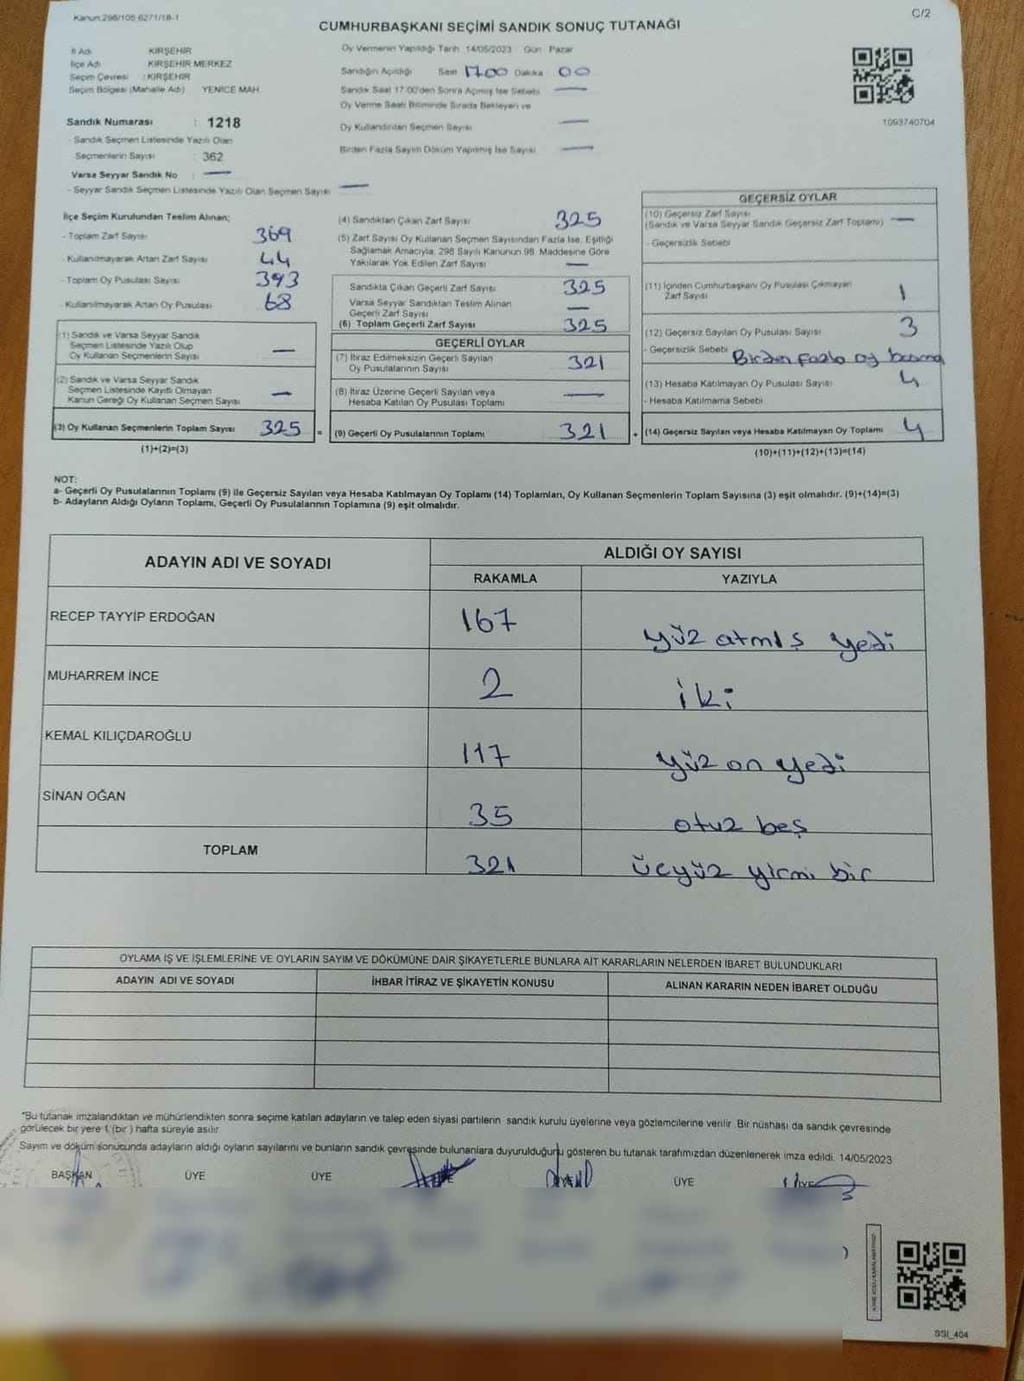 Kanun:298/105-6271/18-1
C/2
CUMHURBAŞKANI SEÇİMİ SANDIK SONUÇ TUTANAĞI
İl Adı : KIRŞEHİR
İlçe Adı : KIRŞEHİR MERKEZ
Seçim Çevresi : KIRŞEHİR
Seçim Bölgesi (Mahalle Adı) YENİCE MAH.
Sandık Numarası : 1218
- Sandık Seçmen Listesinde Yazılı Olan
Seçmenlerin Sayısı : 362
Varsa Seyyar Sandık No —
- Seyyar Sandık Seçmen Listesinde Yazılı Olan Seçmen Sayısı —
Oy Vermenin Yapıldığı Tarih 14/05/2023 Gün Pazar
Sandığın Açıldığı Saat 17.00 Dakika 00
Sandık Saat 17.00'den Sonra Açılmış İse Sebebi —
Oy Verme Saati Bitiminde Sırada Bekleyen ve
Oy Kullandırılan Seçmen Sayısı —
Birden Fazla Sayım Döküm Yapılmış İse Sayısı —
1093740704
İlçe Seçim Kurulundan Teslim Alınan;
- Toplam Zarf Sayısı 369
- Kullanılmayarak Artan Zarf Sayısı 44
- Toplam Oy Pusulası Sayısı 393
- Kullanılmayarak Artan Oy Pusulası 68
(1) Sandık ve Varsa Seyyar Sandık
Seçmen Listesinde Yazılı Olup
Oy Kullanan Seçmenlerin Sayısı —
(2) Sandık ve Varsa Seyyar Sandık
Seçmen Listesinde Kayıtlı Olmayan
Kanun Gereği Oy Kullanan Seçmen Sayısı —
(3) Oy Kullanan Seçmenlerin Toplam Sayısı 325 =
(1)+(2)=(3)
(4) Sandıktan Çıkan Zarf Sayısı 325
(5) Zarf Sayısı Oy Kullanan Seçmen Sayısından Fazla İse, Eşitliği
Sağlamak Amacıyla, 298 Sayılı Kanunun 98. Maddesine Göre
Yakılarak Yok Edilen Zarf Sayısı —
Sandıkta Çıkan Geçerli Zarf Sayısı 325
Varsa Seyyar Sandıktan Teslim Alınan
Geçerli Zarf Sayısı —
(6) Toplam Geçerli Zarf Sayısı 325
GEÇERLİ OYLAR
(7) İtiraz Edilmeksizin Geçerli Sayılan
Oy Pusulalarının Sayısı 321
(8) İtiraz Üzerine Geçerli Sayılan veya
Hesaba Katılan Oy Pusulası Toplamı —
(9) Geçerli Oy Pusulalarının Toplamı 321 +
GEÇERSİZ OYLAR
(10) Geçersiz Zarf Sayısı
(Sandık ve Varsa Seyyar Sandık Geçersiz Zarf Toplamı) —
- Geçersizlik Sebebi
(11) İçinden Cumhurbaşkanı Oy Pusulası Çıkmayan
Zarf Sayısı 1
(12) Geçersiz Sayılan Oy Pusulası Sayısı 3
- Geçersizlik Sebebi Birden fazla oy basma
(13) Hesaba Katılmayan Oy Pusulası Sayısı 4
- Hesaba Katılmama Sebebi
(14) Geçersiz Sayılan veya Hesaba Katılmayan Oy Toplamı 4
(10)+(11)+(12)+(13)=(14)
NOT:
a- Geçerli Oy Pusulalarının Toplamı (9) ile Geçersiz Sayılan veya Hesaba Katılmayan Oy Toplamı (14) Toplamları, Oy Kullanan Seçmenlerin Toplam Sayısına (3) eşit olmalıdır. (9)+(14)=(3)
b- Adayların Aldığı Oyların Toplamı, Geçerli Oy Pusulalarının Toplamına (9) eşit olmalıdır.
ADAYIN ADI VE SOYADI
ALDIĞI OY SAYISI
RAKAMLA YAZIYLA
RECEP TAYYİP ERDOĞAN 167 yüz atmış yedi
MUHARREM İNCE 2 iki
KEMAL KILIÇDAROĞLU 117 yüz on yedi
SİNAN OĞAN 35 otuz beş
TOPLAM 321 üçyüz yirmi bir
OYLAMA İŞ VE İŞLEMLERİNE VE OYLARIN SAYIM VE DÖKÜMÜNE DAİR ŞİKAYETLERLE BUNLARA AİT KARARLARIN NELERDEN İBARET BULUNDUKLARI
ADAYIN ADI VE SOYADI İHBAR İTİRAZ VE ŞİKAYETİN KONUSU ALINAN KARARIN NEDEN İBARET OLDUĞU
"Bu tutanak imzalandıktan ve mühürlendikten sonra seçime katılan adayların ve talep eden siyasi partilerin sandık kurulu üyelerine veya gözlemcilerine verilir. Bir nüshası da sandık çevresinde
görülecek bir yere 1 (bir) hafta süreyle asılır.
Sayım ve döküm sonucunda adayların aldığı oyların sayılarını ve bunların sandık çevresinde bulunanlara duyurulduğunu gösteren bu tutanak tarafımızdan düzenlenerek imza edildi. 14/05/2023
BAŞKAN ÜYE ÜYE ÜYE ÜYE
SSI_404